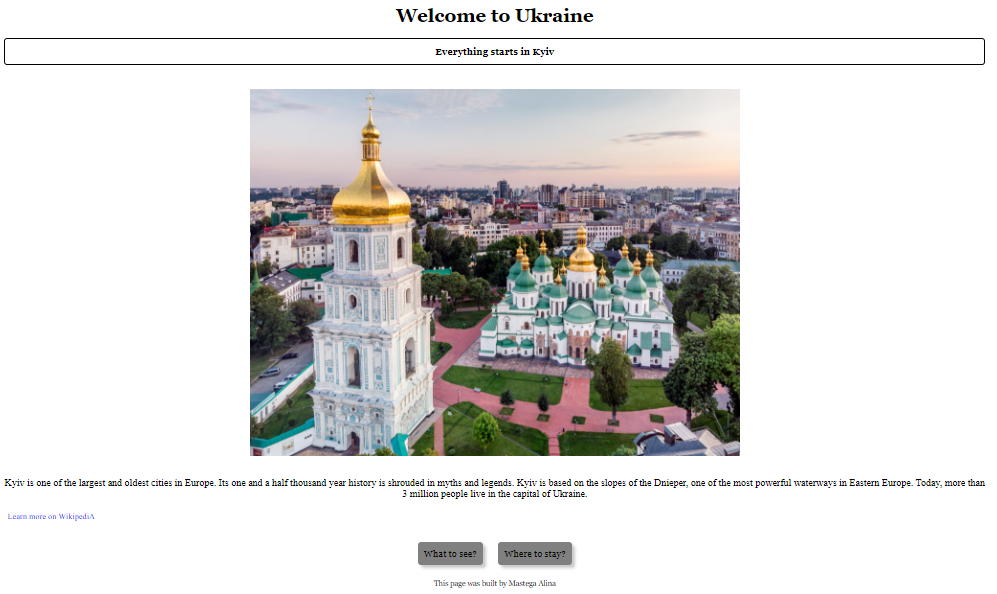 Welcome to Ukraine
Everything starts in Kyiv
Kyiv is one of the largest and oldest cities in Europe. Its one and a half thousand year history is shrouded in myths and legends. Kyiv is based on the slopes of the Dnieper, one of the most powerful waterways in Eastern Europe. Today, more than
3 million people live in the capital of Ukraine.
Learn more on WikipediA
What to see? Where to stay?
This page was built by Mastega Alina